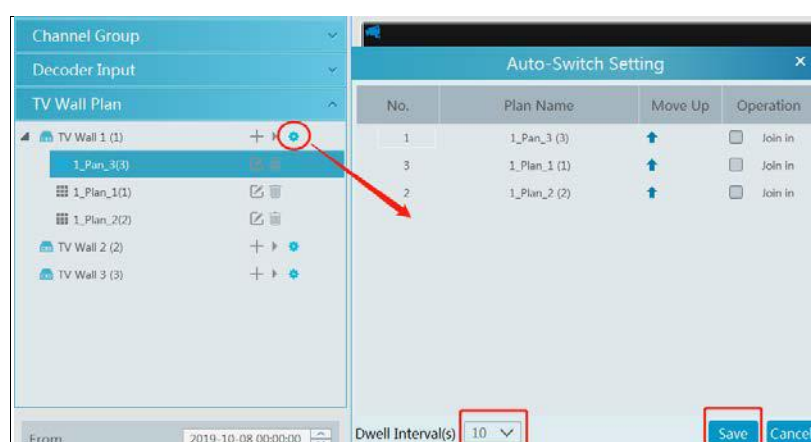 Channel Group
Decoder Input
TV Wall Plan
TV Wall 1 (1)
1_Pan_3(3)
1_Plan_1(1)
1_Plan_2(2)
TV Wall 2 (2)
TV Wall 3 (3)
From 2019-10-08 00:00:00
Auto-Switch Setting
No. Plan Name Move Up Operation
1 1_Pan_3 (3) Join in
3 1_Plan_1 (1) Join in
2 1_Plan_2 (2) Join in
Dwell Interval(s) 10 Save Cancel